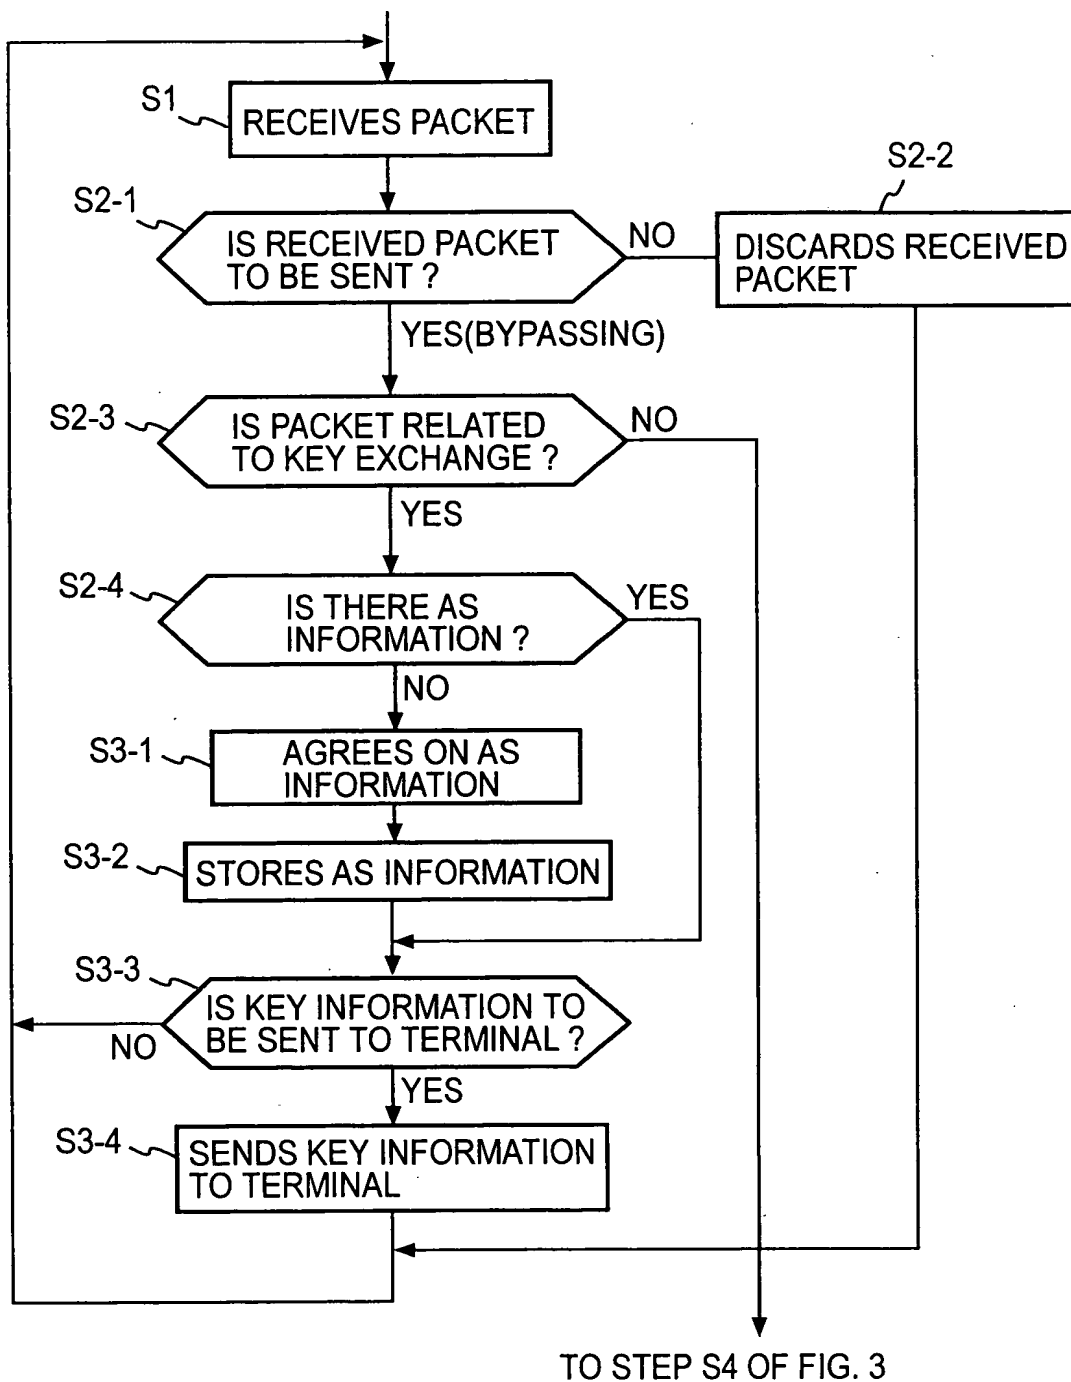 S1
RECEIVES PACKET
S2-1
IS RECEIVED PACKET
TO BE SENT ?
NO
S2-2
DISCARDS RECEIVED
PACKET
YES(BYPASSING)
S2-3
IS PACKET RELATED
TO KEY EXCHANGE ?
NO
YES
S2-4
IS THERE AS
INFORMATION ?
YES
NO
S3-1
AGREES ON AS
INFORMATION
S3-2
STORES AS INFORMATION
S3-3
IS KEY INFORMATION TO
BE SENT TO TERMINAL ?
NO
YES
S3-4
SENDS KEY INFORMATION
TO TERMINAL
TO STEP S4 OF FIG. 3